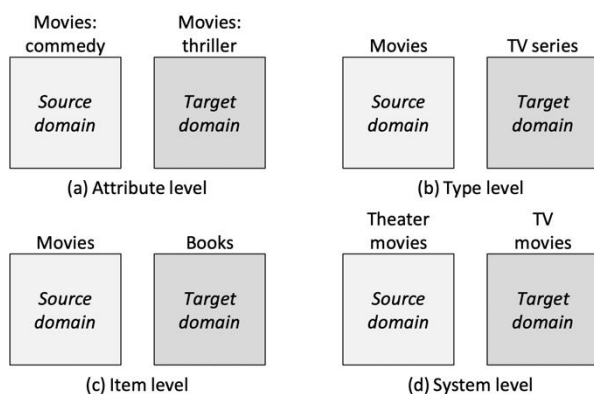 Movies:
commedy
Movies:
thriller
Source
domain
Target
domain
(a) Attribute level
Movies
TV series
Source
domain
Target
domain
(b) Type level
Movies
Books
Source
domain
Target
domain
(c) Item level
Theater
movies
TV
movies
Source
domain
Target
domain
(d) System level